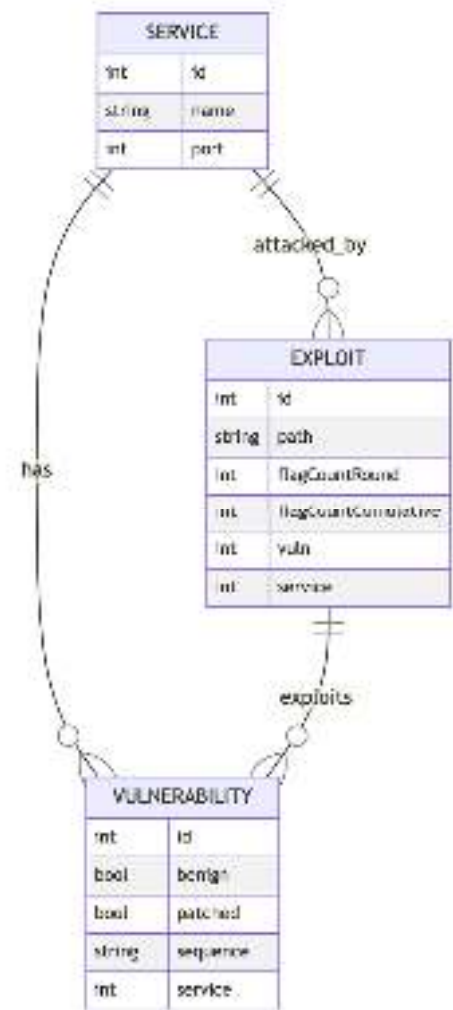 SERVICE
int id
string name
int port
attacked_by
EXPLOIT
int id
string path
int flagCountRound
int flagCountCumulative
int vuln
int service
has
exploits
VULNERABILITY
int id
bool benign
bool patched
string sequence
int service